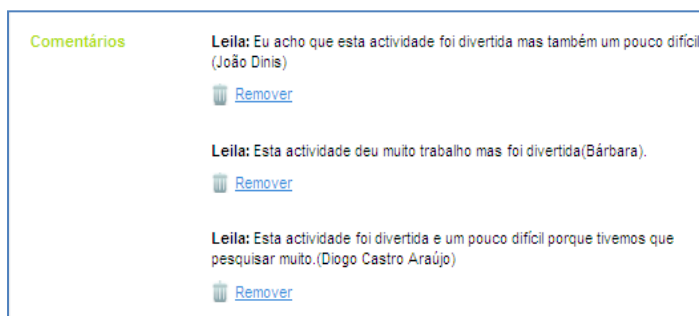 Comentários
Leila: Eu acho que esta actividade foi divertida mas também um pouco difícil
(João Dinis)
Remover
Leila: Esta actividade deu muito trabalho mas foi divertida(Bárbara).
Remover
Leila: Esta actividade foi divertida e um pouco difícil porque tivemos que
pesquisar muito.(Diogo Castro Araújo)
Remover